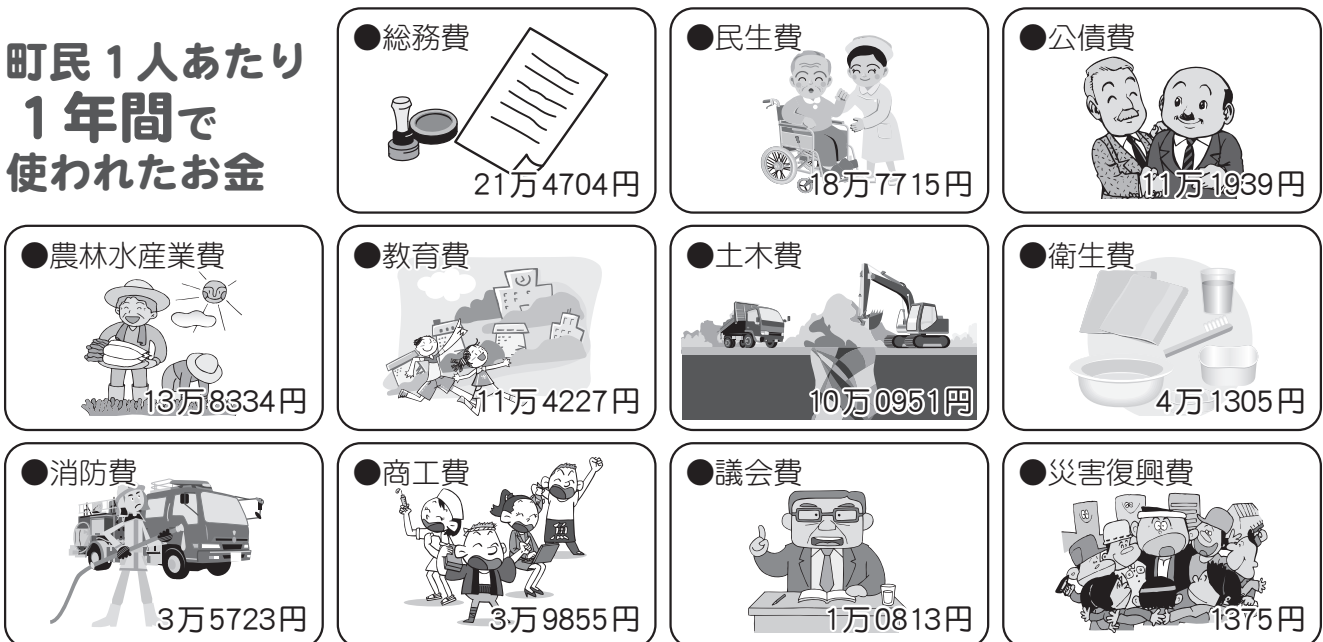 町民1人あたり
1年間で
使われたお金
●総務費
21万4704円
●民生費
18万7715円
●公債費
11万1939円
●農林水産業費
13万8334円
●教育費
11万4227円
●土木費
10万0951円
●衛生費
4万1305円
●消防費
3万5723円
●商工費
3万9855円
●議会費
1万0813円
●災害復興費
1375円